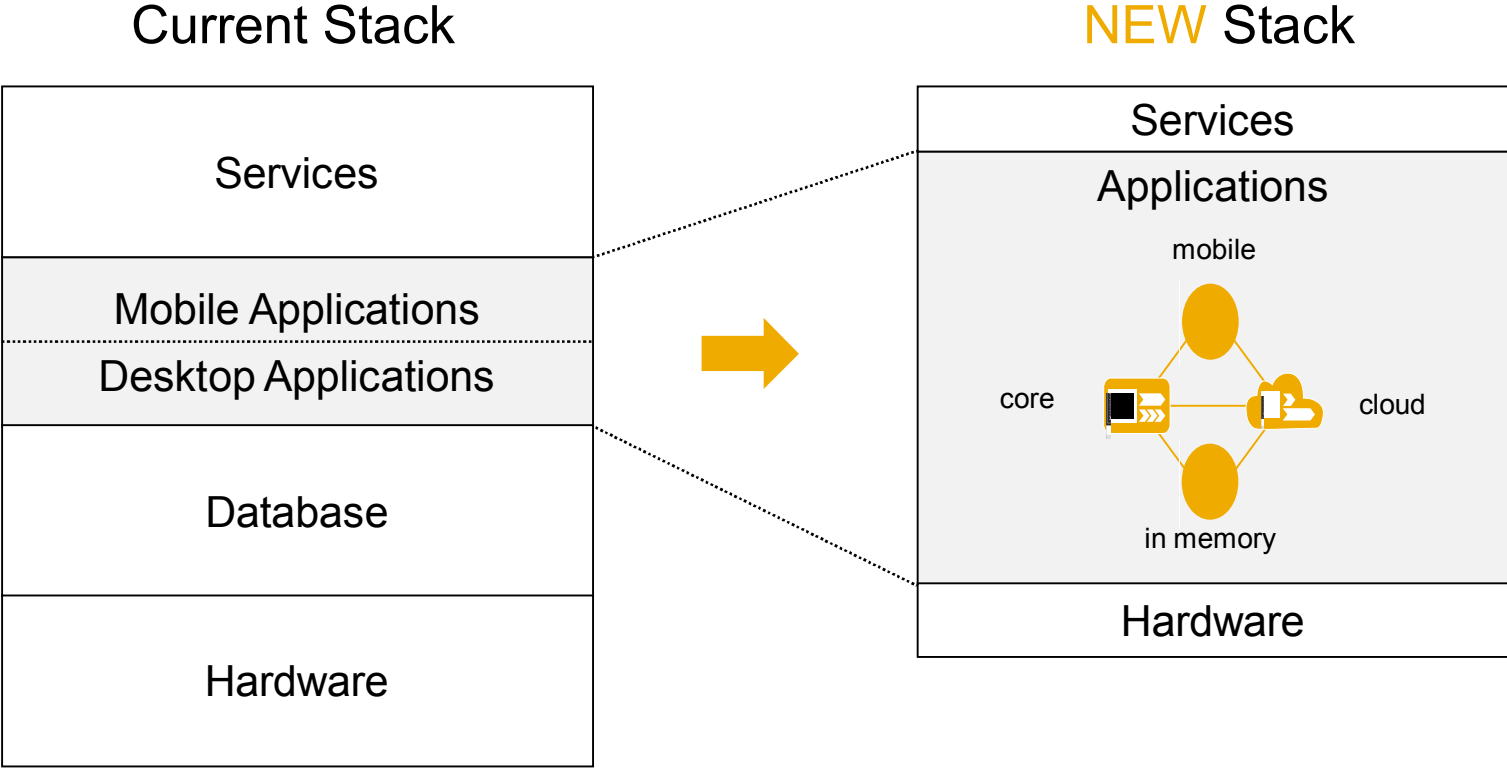 Current Stack
Services
Mobile Applications
Desktop Applications
Database
Hardware
NEW Stack
Services
Applications
mobile
core
cloud
in memory
Hardware